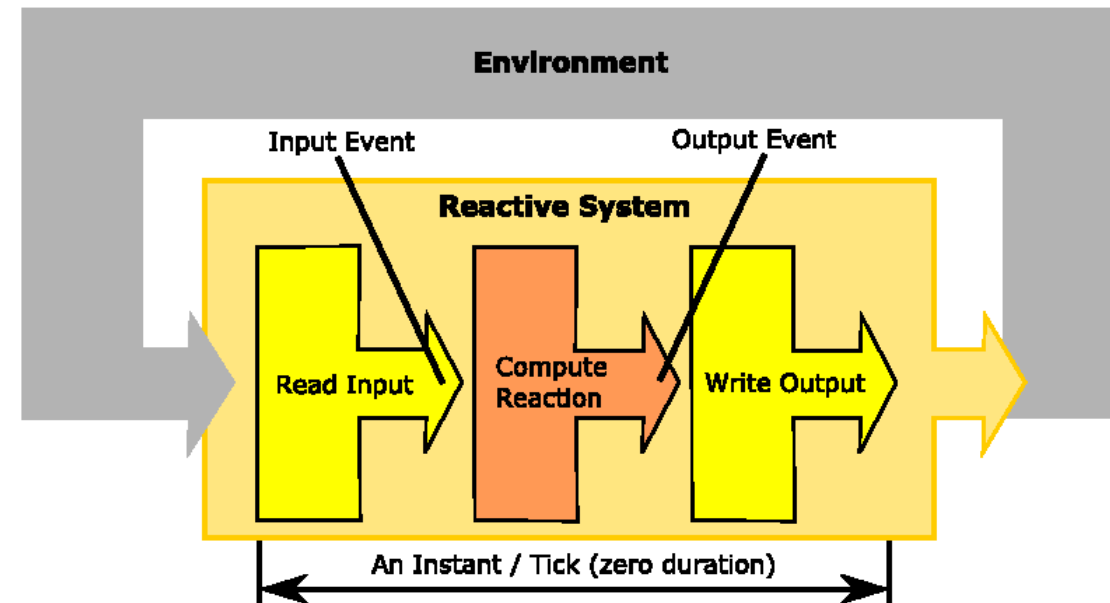 Environment
Input Event
Output Event
Reactive System
Read Input
Compute
Reaction
Write Output
An Instant / Tick (zero duration)